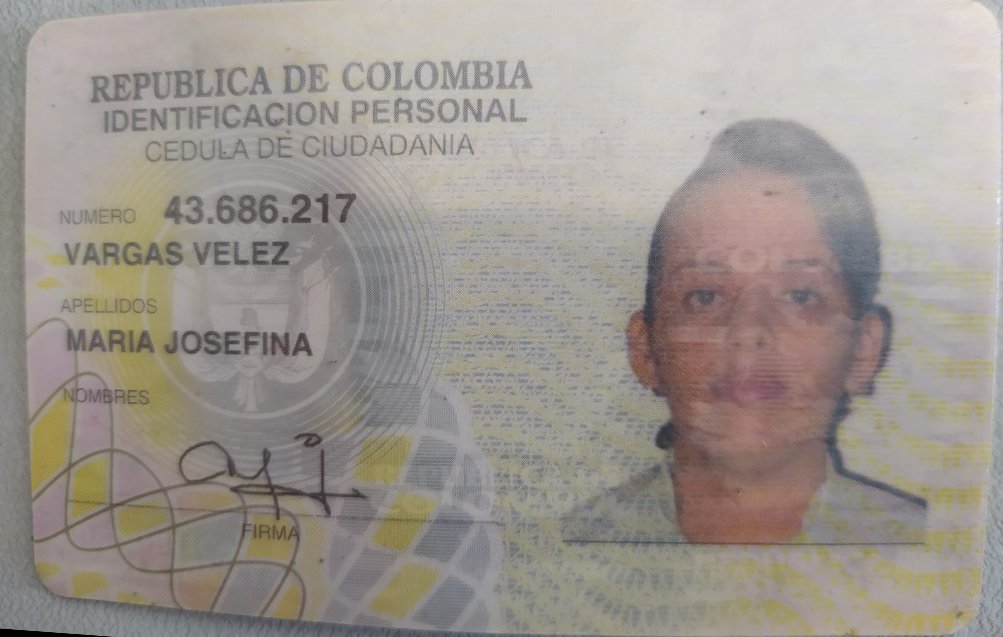 REPUBLICA DE COLOMBIA
IDENTIFICACION PERSONAL
CEDULA DE CIUDADANIA
NUMERO 43.686.217
VARGAS VELEZ
APELLIDOS
MARIA JOSEFINA
NOMBRES
FIRMA